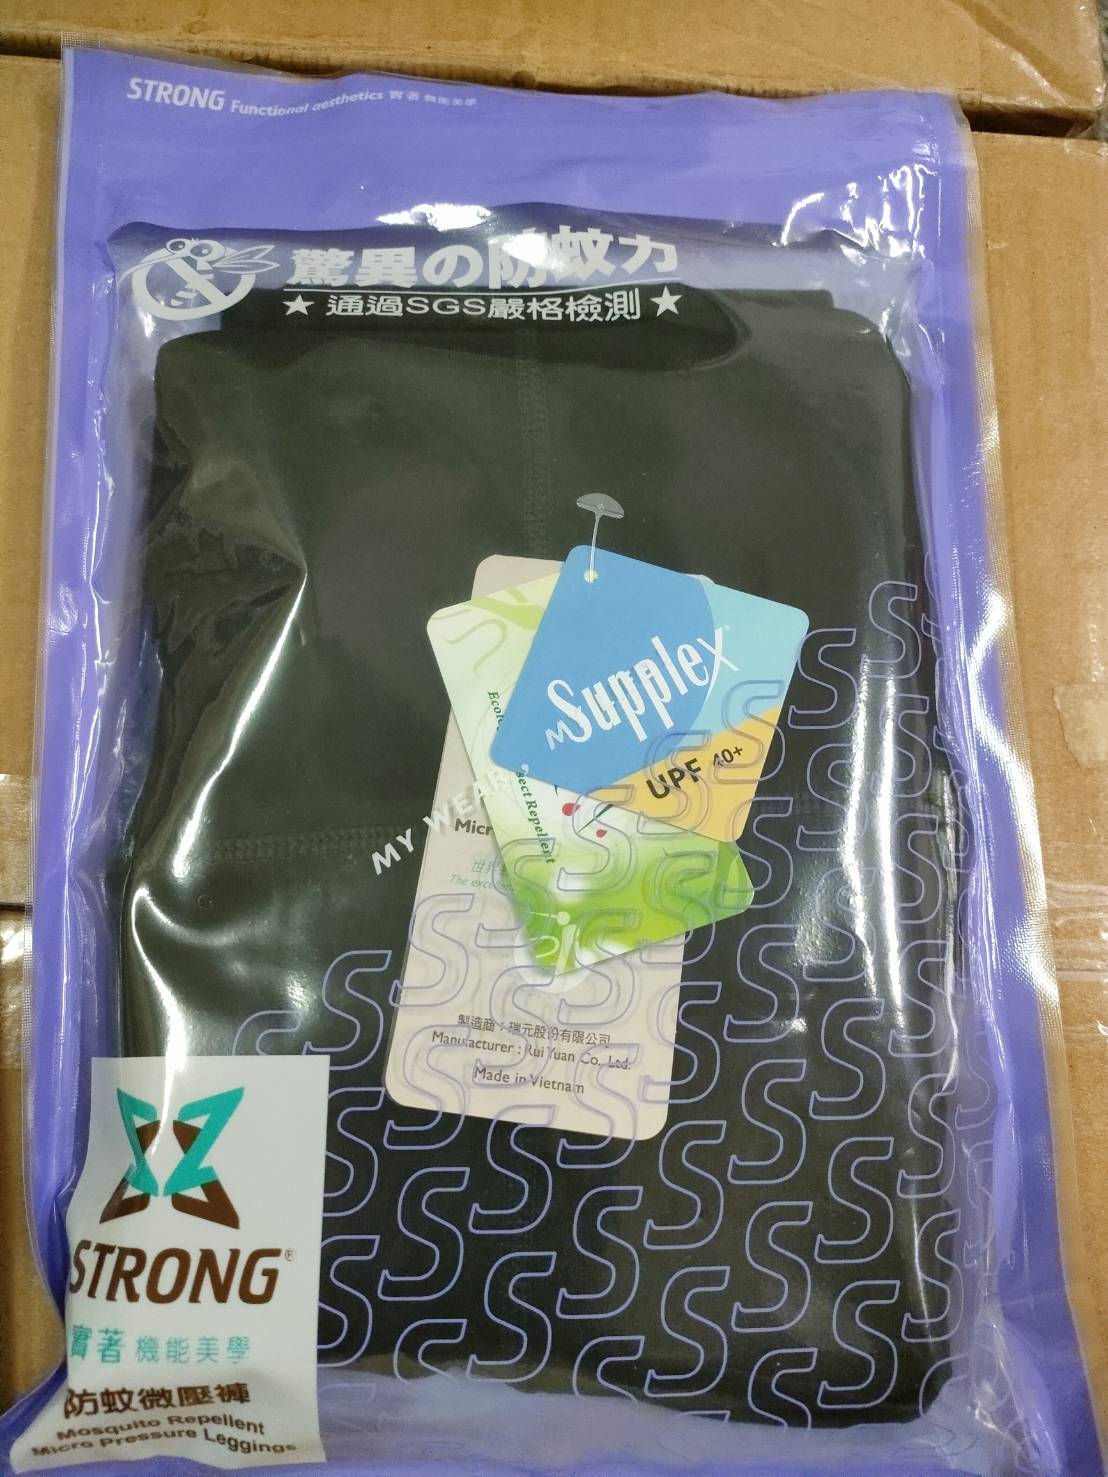 STRONG Functional aesthetics 實著 機能美學
驚異の防蚊力
★ 通過SGS嚴格檢測 ★
Supplex
UPF 40+
MY WEAR
Repellent
製造商：瑞元股份有限公司
Manufacturer : Rui Yuan Co., Ltd.
Made in Vietnam
STRONG®
實著 機能美學
防蚊微壓褲
Mosquito Repellent
Micro Pressure Leggings